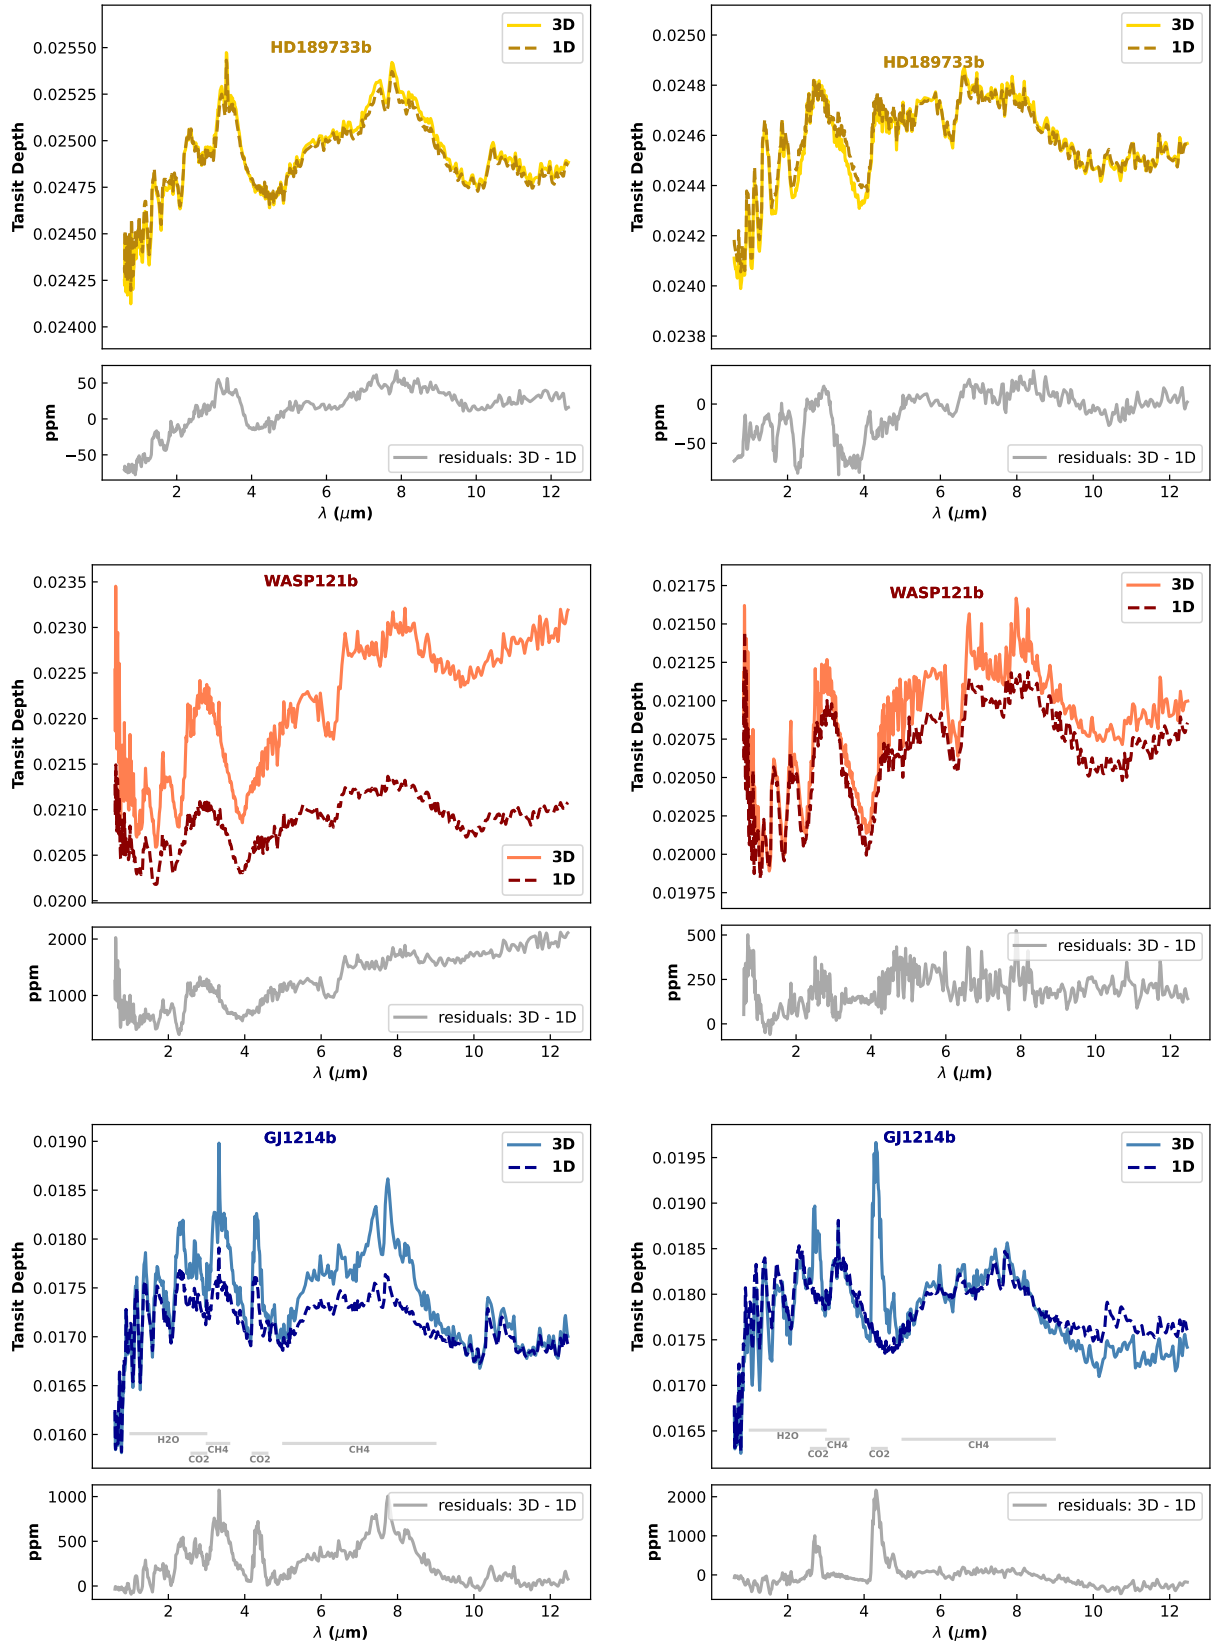 HD189733b
3D
1D
0.02550
0.02525
0.02500
0.02475
0.02450
0.02425
0.02400
Tansit Depth
50
0
−50
ppm
residuals: 3D - 1D
2 4 6 8 10 12
λ (μm)
HD189733b
3D
1D
0.0250
0.0248
0.0246
0.0244
0.0242
0.0240
0.0238
Tansit Depth
0
−50
ppm
residuals: 3D - 1D
2 4 6 8 10 12
λ (μm)
WASP121b
0.0235
0.0230
0.0225
0.0220
0.0215
0.0210
0.0205
0.0200
Tansit Depth
3D
1D
2000
1000
ppm
residuals: 3D - 1D
2 4 6 8 10 12
λ (μm)
WASP121b
3D
1D
0.02175
0.02150
0.02125
0.02100
0.02075
0.02050
0.02025
0.02000
0.01975
Tansit Depth
500
250
0
ppm
residuals: 3D - 1D
2 4 6 8 10 12
λ (μm)
GJ1214b
3D
1D
0.0190
0.0185
0.0180
0.0175
0.0170
0.0165
0.0160
Tansit Depth
H2O
CH4
CH4
CO2
CO2
1000
500
0
ppm
residuals: 3D - 1D
2 4 6 8 10 12
λ (μm)
GJ1214b
3D
1D
0.0195
0.0190
0.0185
0.0180
0.0175
0.0170
0.0165
Tansit Depth
H2O
CH4
CH4
CO2
CO2
2000
1000
0
ppm
residuals: 3D - 1D
2 4 6 8 10 12
λ (μm)